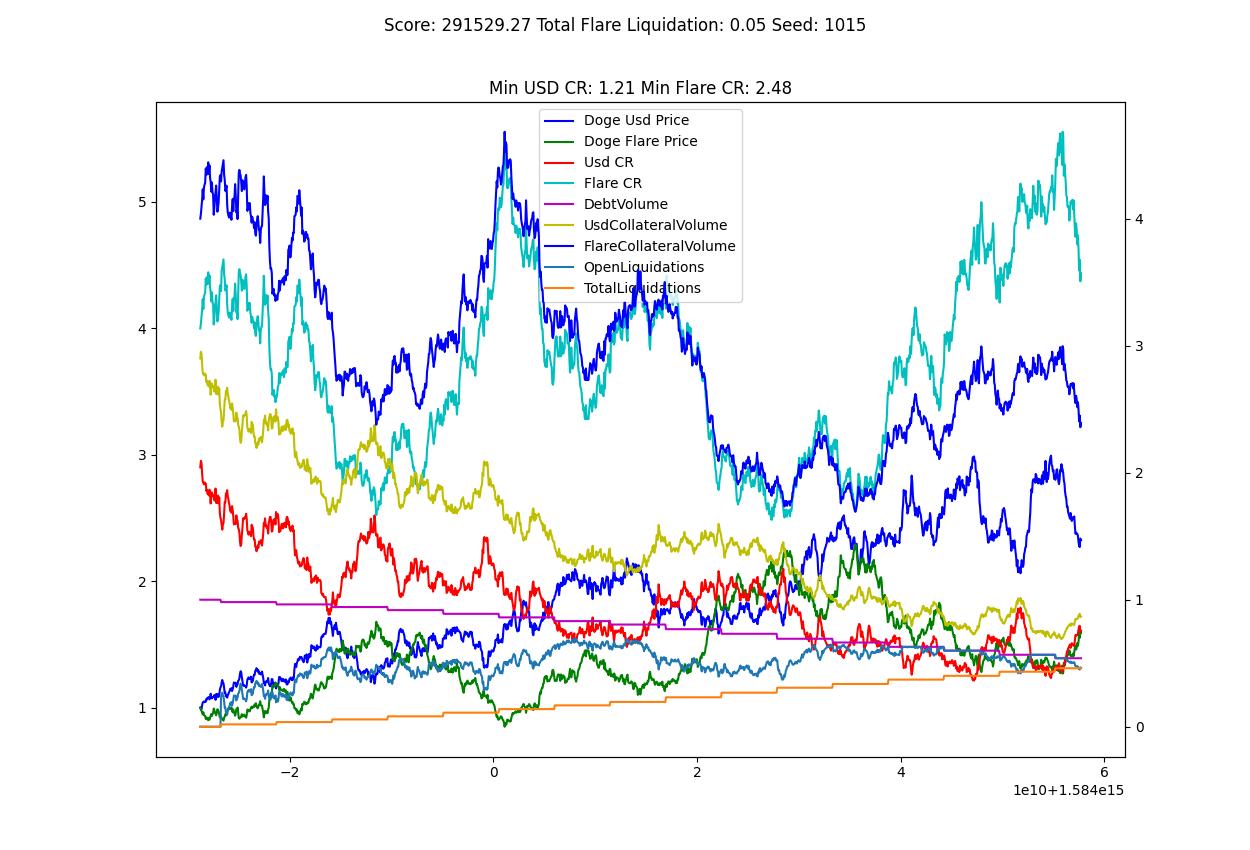 Score: 291529.27 Total Flare Liquidation: 0.05 Seed: 1015
Min USD CR: 1.21 Min Flare CR: 2.48
Doge Usd Price
Doge Flare Price
Usd CR
Flare CR
DebtVolume
UsdCollateralVolume
FlareCollateralVolume
OpenLiquidations
TotalLiquidations
5
4
3
2
1
4
3
2
1
0
−2
0
2
4
6
1e10+1.584e15